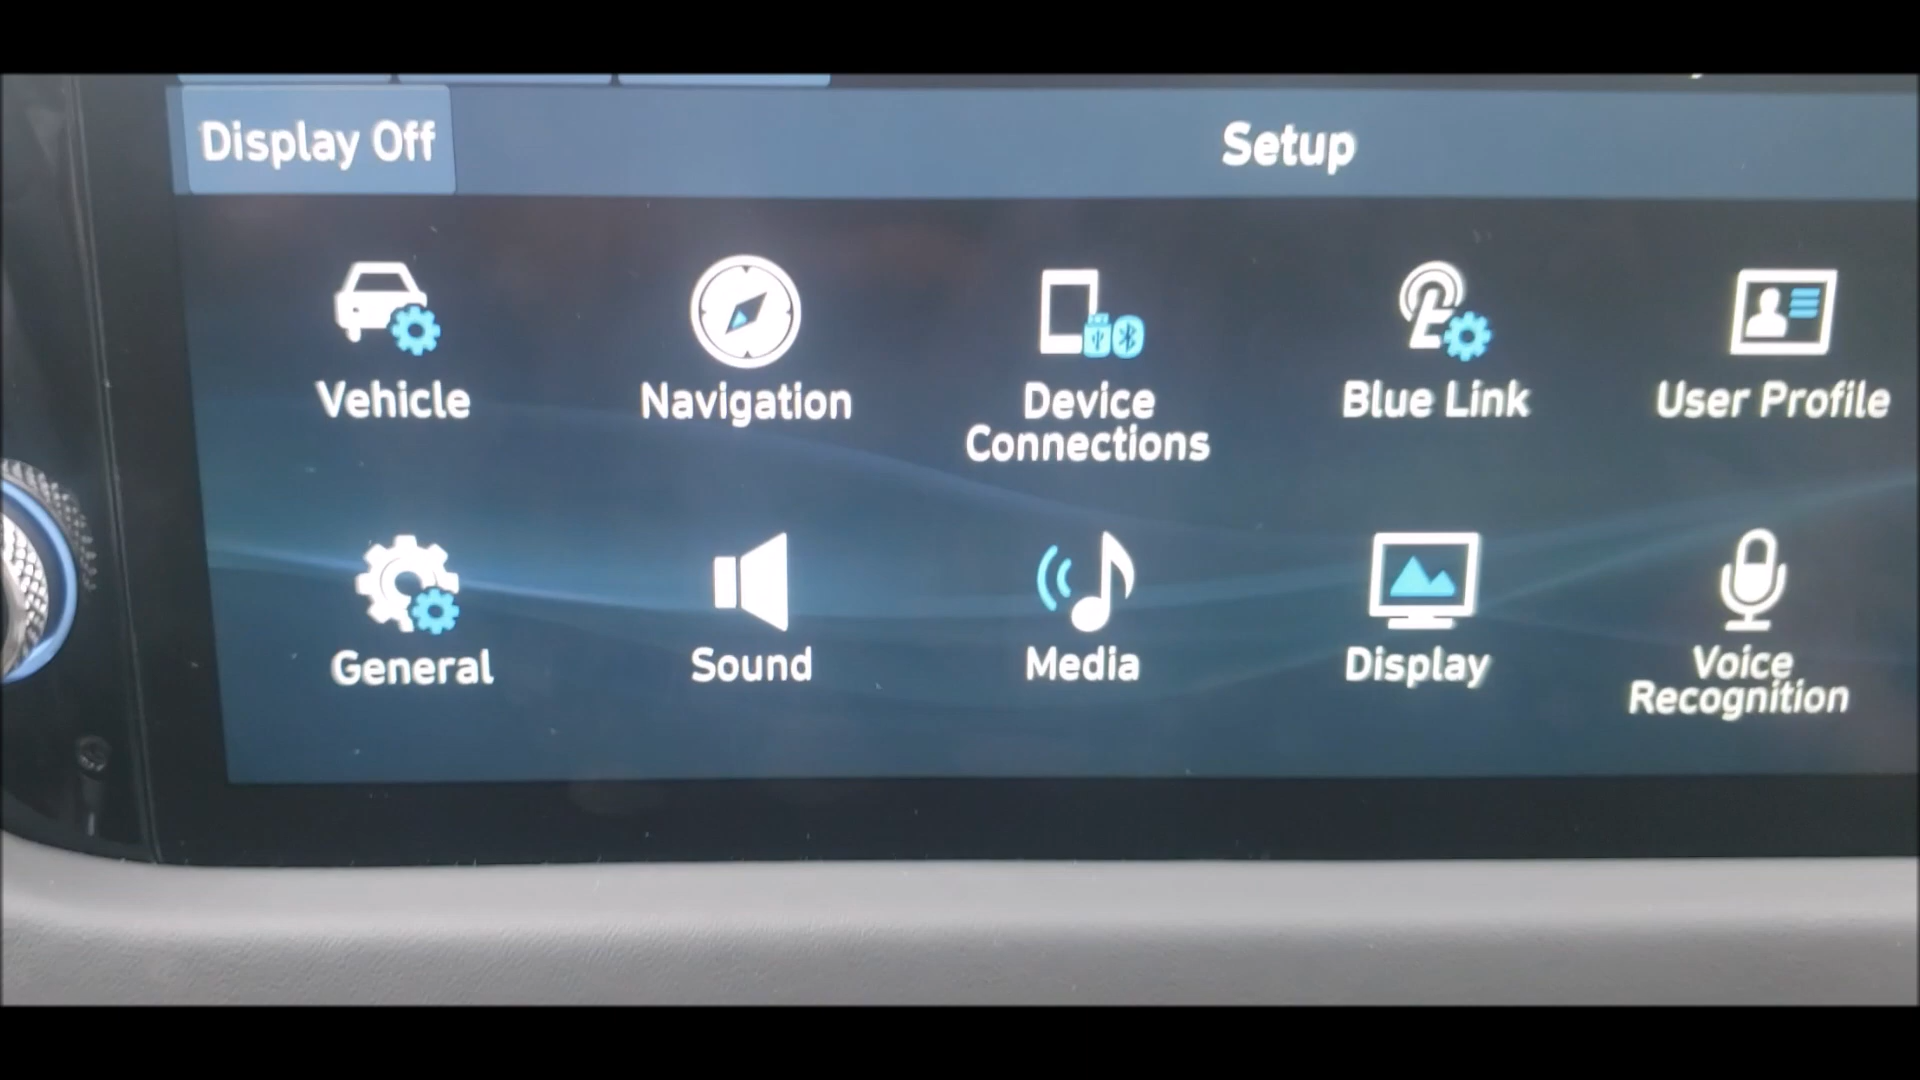 Display Off
Setup
Vehicle
Navigation
Device
Connections
Blue Link
User Profile
General
Sound
Media
Display
Voice
Recognition